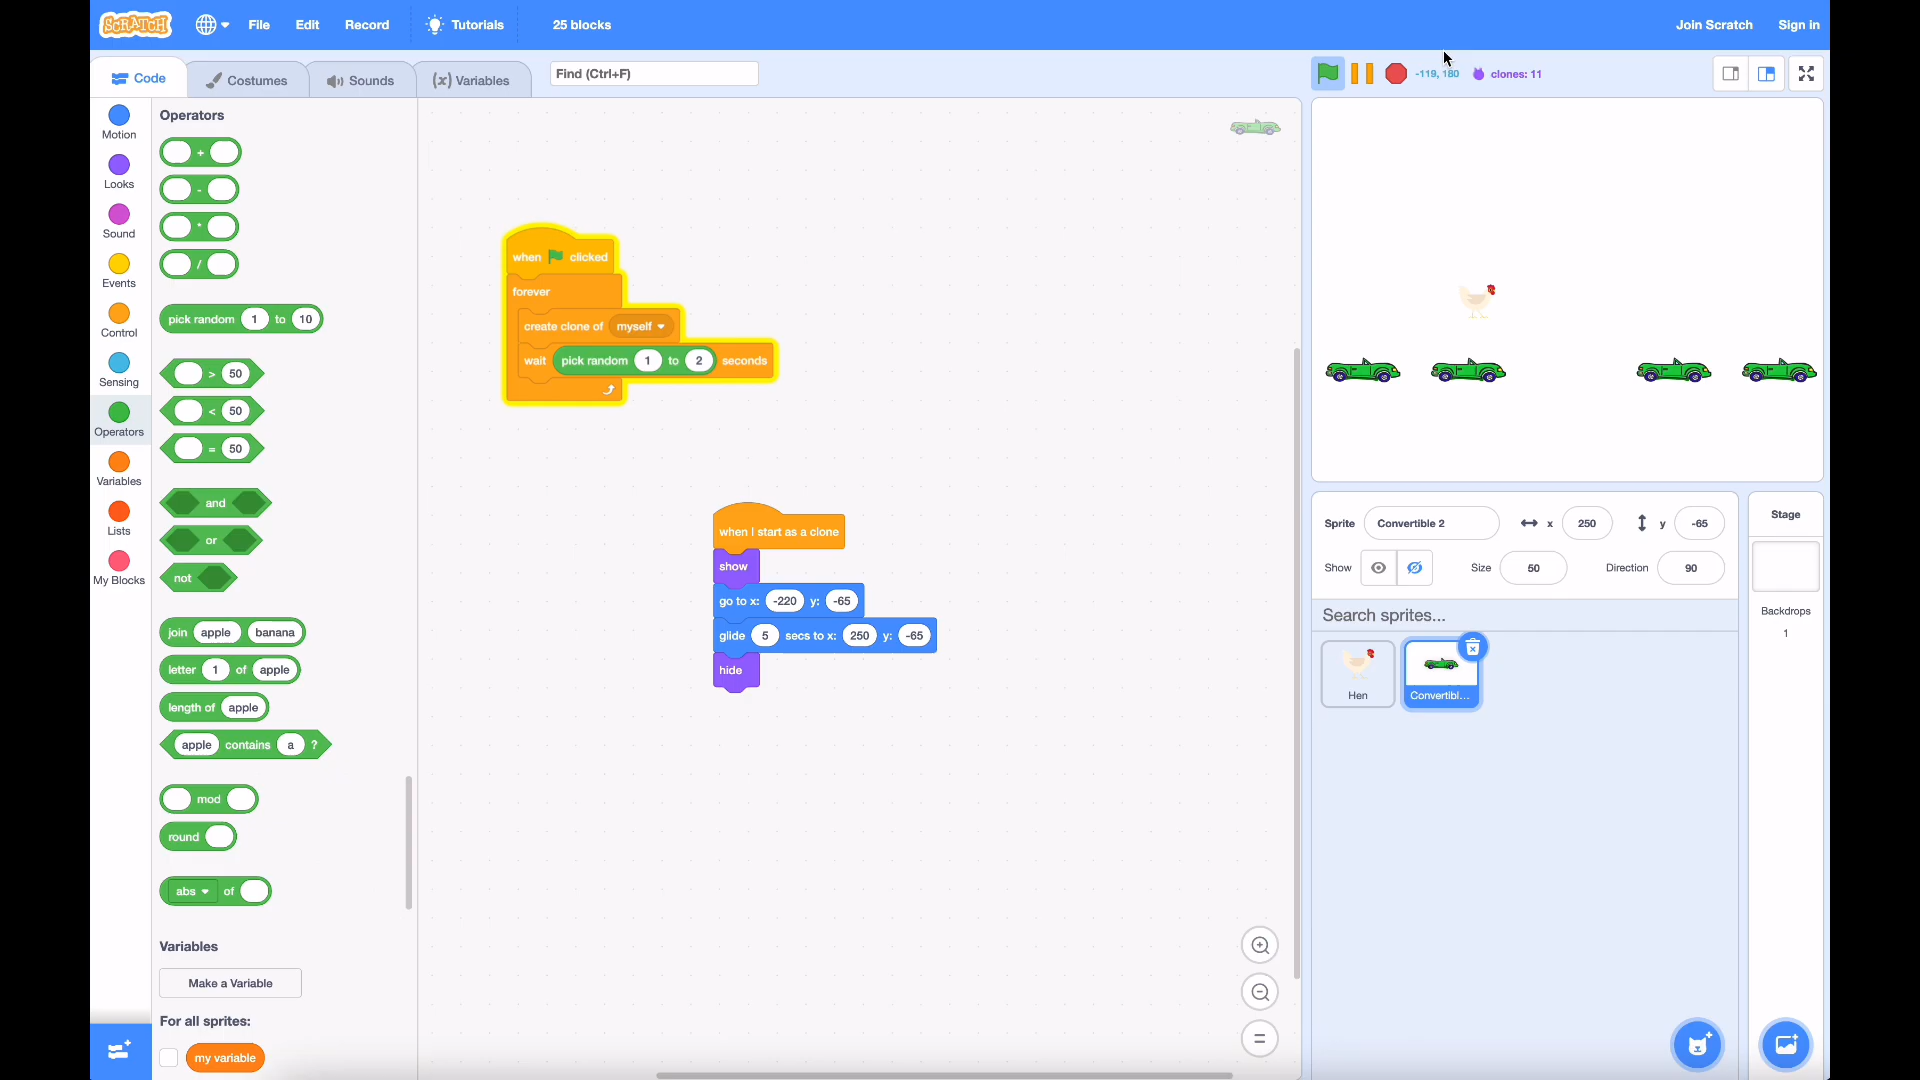 SCRATCH
File
Edit
Record
Tutorials
25 blocks
Join Scratch
Sign in
Code
Costumes
Sounds
(x) Variables
Find (Ctrl+F)
-119, 180
clones: 11
Motion
Looks
Sound
Events
Control
Sensing
Operators
Variables
Lists
My Blocks
Operators
+
-
*
/
pick random 1 to 10
> 50
< 50
= 50
and
or
not
join apple banana
letter 1 of apple
length of apple
apple contains a ?
mod
round
abs of
Variables
Make a Variable
For all sprites:
my variable
when clicked
forever
create clone of myself
wait pick random 1 to 2 seconds
when I start as a clone
show
go to x: -220 y: -65
glide 5 secs to x: 250 y: -65
hide
Sprite Convertible 2 x 250 y -65
Show Size 50 Direction 90
Search sprites...
Hen
Convertibl...
Stage
Backdrops
1